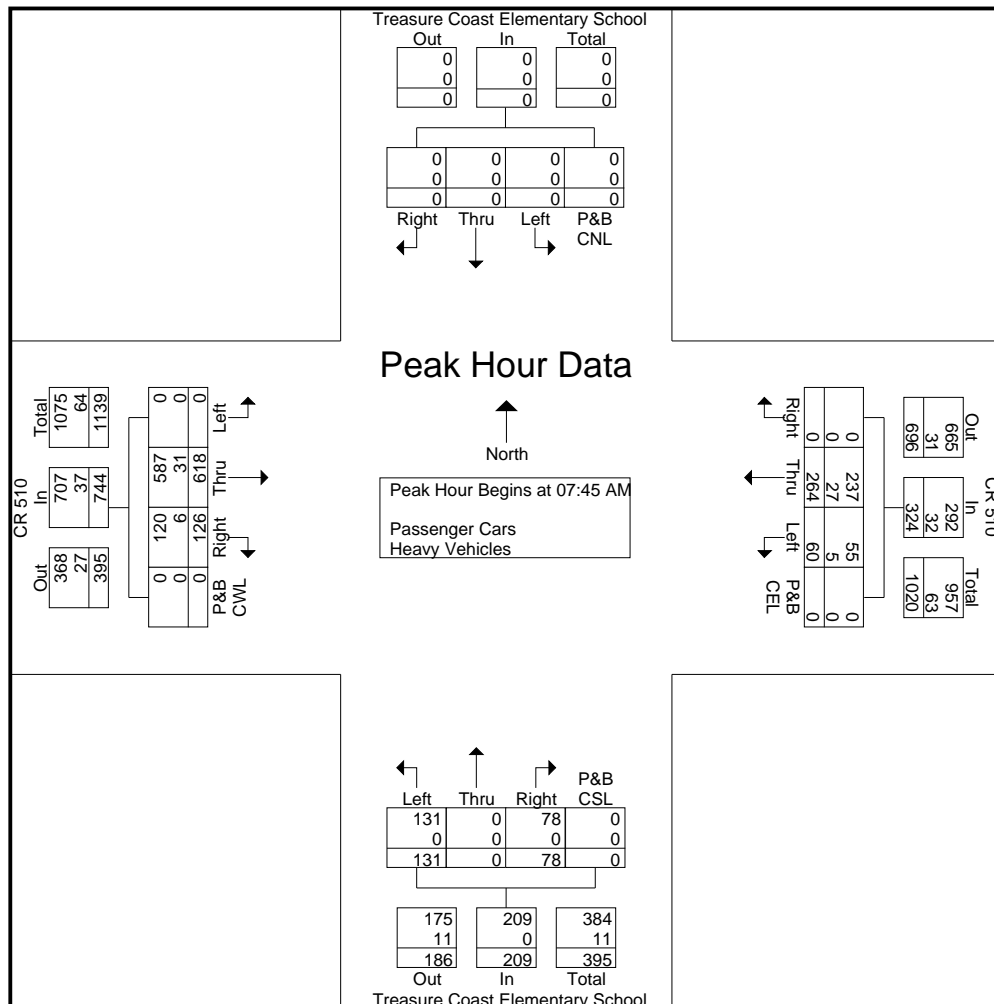 Treasure Coast Elementary School
Out In Total
0 0 0
0 0 0
0 0 0
0 0 0 0
0 0 0 0
0 0 0 0
Right Thru Left P&B
CNL
Peak Hour Data
North
Peak Hour Begins at 07:45 AM
Passenger Cars
Heavy Vehicles
CR 510
Out In Total
368 707 1075
27 37 64
395 744 1139
P&B CWL Right Thru Left
0 120 587 0
0 6 31 0
0 126 618 0
CR 510
Out In Total
665 292 957
31 32 63
696 324 1020
Right Thru Left P&B CEL
0 237 55 0
0 27 5 0
0 264 60 0
P&B
Left Thru Right CSL
131 0 78 0
0 0 0 0
131 0 78 0
175 209 384
11 0 11
186 209 395
Out In Total
Treasure Coast Elementary School